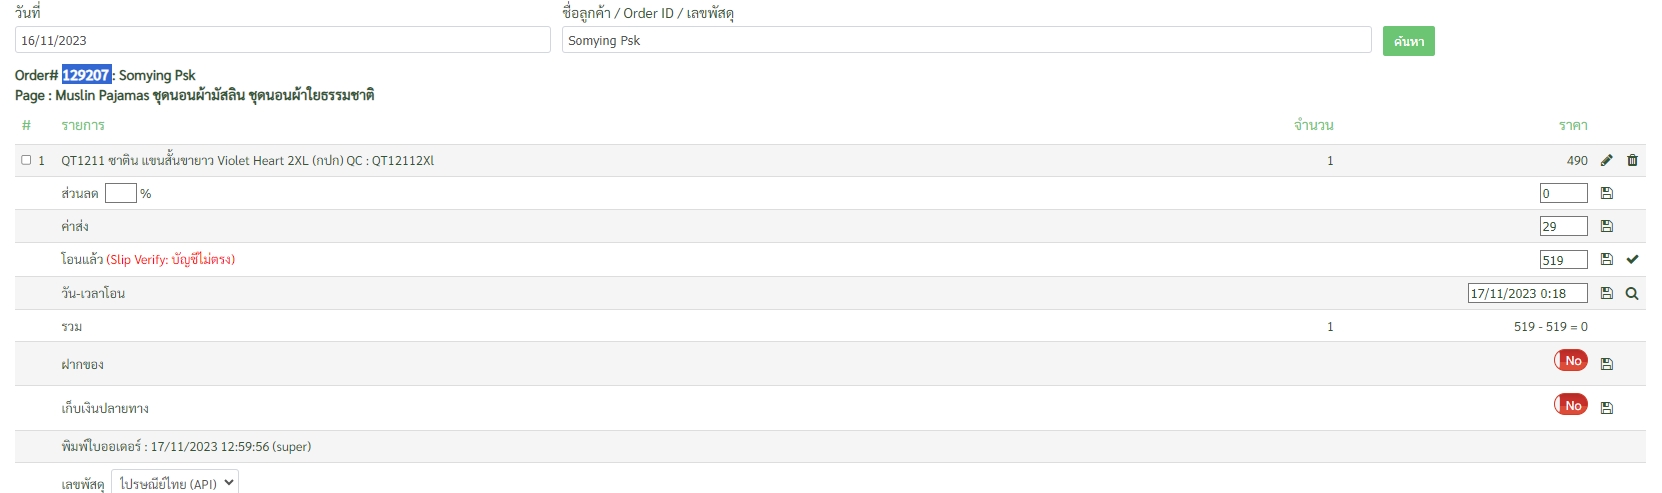 วันที่ ชื่อลูกค้า / Order ID / เลขพัสดุ
16/11/2023 Somying Psk ค้นหา
Order# 129207 : Somying Psk
Page : Muslin Pajamas ชุดนอนผ้ามัสลิน ชุดนอนผ้าใยธรรมชาติ
# รายการ จำนวน ราคา
1 QT1211 ซาติน แขนสั้นขายาว Violet Heart 2XL (กปก) QC : QT12112Xl 1 490
ส่วนลด % 0
ค่าส่ง 29
โอนแล้ว (Slip Verify: บัญชีไม่ตรง) 519
วัน-เวลาโอน 17/11/2023 0:18
รวม 1 519 - 519 = 0
ฝากของ No
เก็บเงินปลายทาง No
พิมพ์ใบออเดอร์ : 17/11/2023 12:59:56 (super)
เลขพัสดุ ไปรษณีย์ไทย (API)